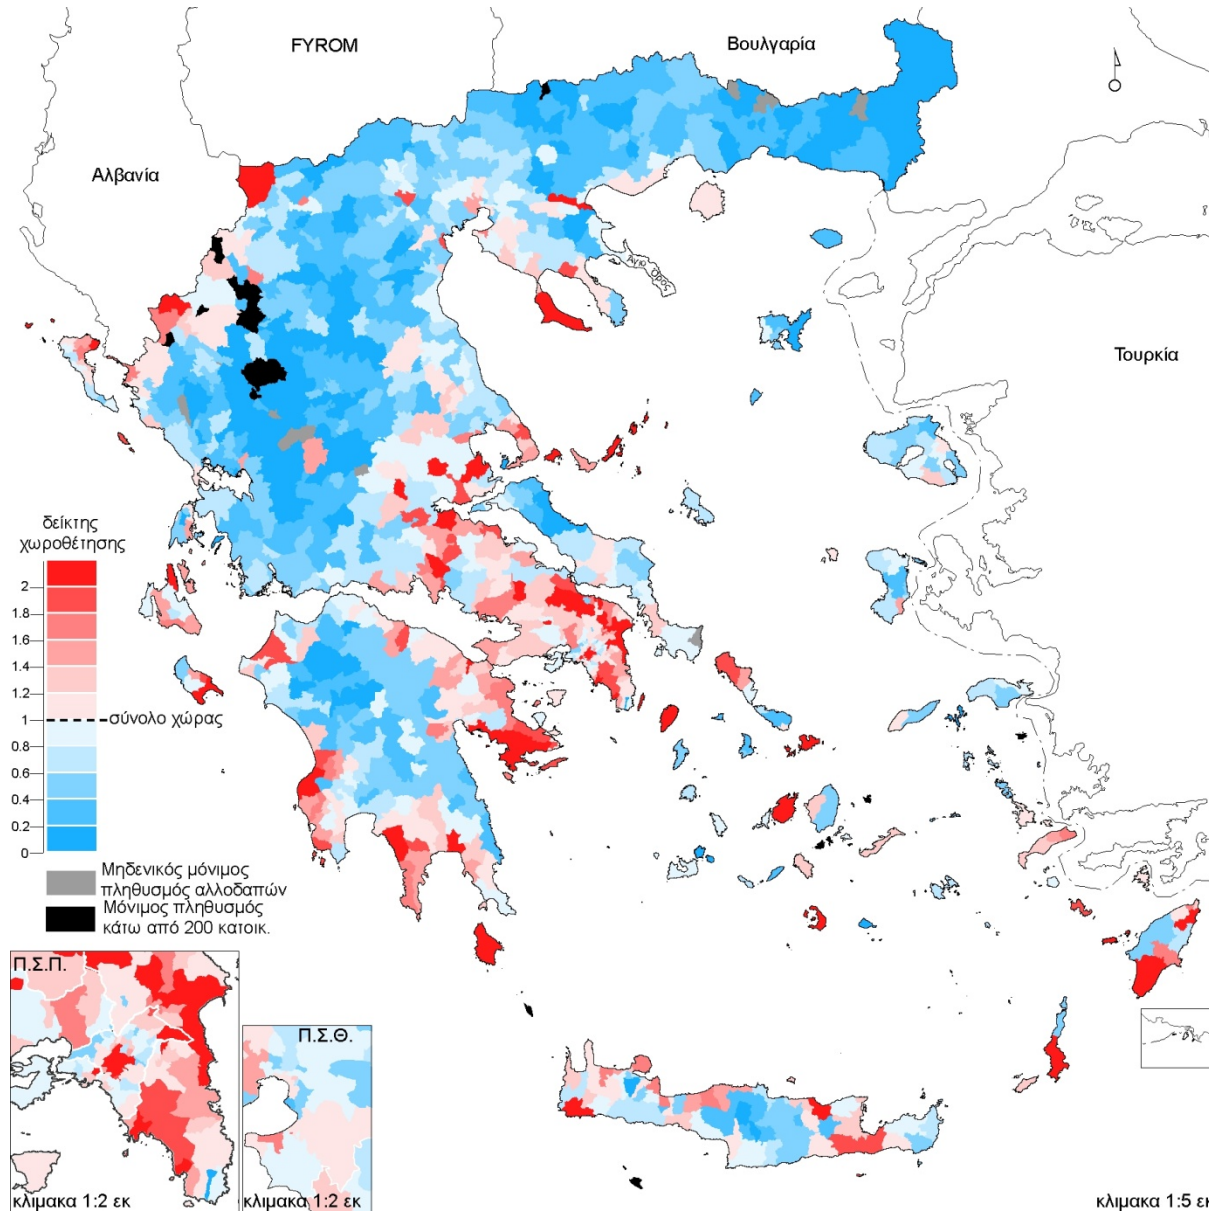 FYROM
Βουλγαρία
Αλβανία
Άγιο Όρος
Τουρκία
δείκτης
χωροθέτησης
2
1.8
1.6
1.4
1.2
1
σύνολο χώρας
0.8
0.6
0.4
0.2
0
Μηδενικός μόνιμος
πληθυσμός αλλοδαπών
Μόνιμος πληθυσμός
κάτω από 200 κατοικ.
Π.Σ.Π.
κλιμακα 1:2 εκ
Π.Σ.Θ.
κλιμακα 1:2 εκ
κλιμακα 1:5 εκ